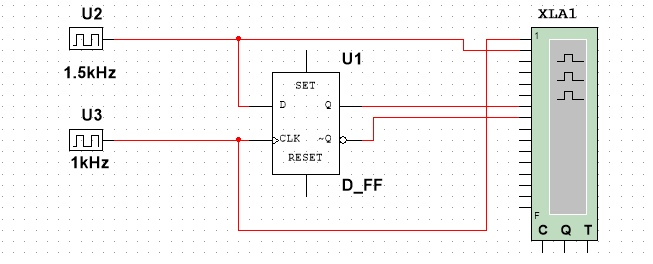 U2
XLA1
1
1.5kHz
U1
SET
D Q
U3
CLK ~Q
1kHz
RESET
D_FF
F
C Q T